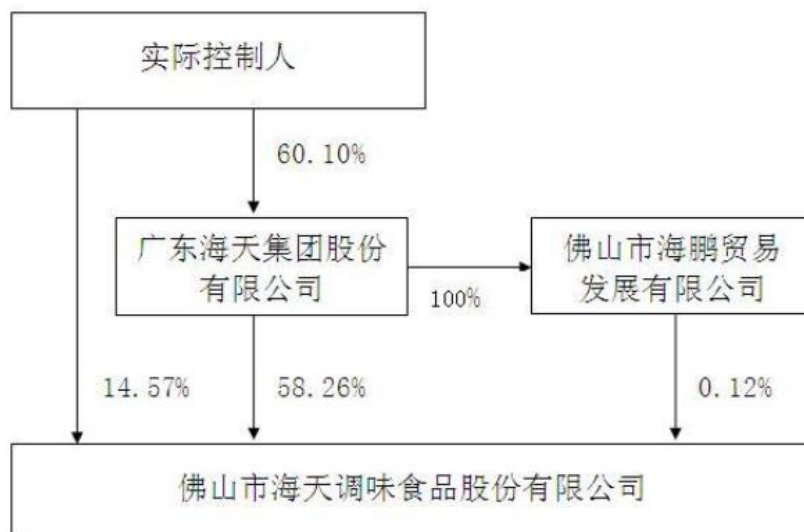 实际控制人
60.10%
广东海天集团股份
有限公司
100%
佛山市海鹏贸易
发展有限公司
14.57%
58.26%
0.12%
佛山市海天调味食品股份有限公司